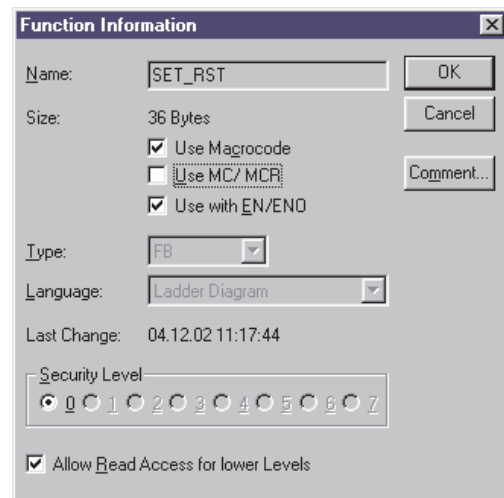 Function Information
Name: SET_RST OK
Size: 36 Bytes Cancel
Use Macrocode
Use MC/ MCR Comment...
Use with EN/ENO
Type: FB
Language: Ladder Diagram
Last Change: 04.12.02 11:17:44
Security Level
0 1 2 3 4 5 6 7
Allow Read Access for lower Levels